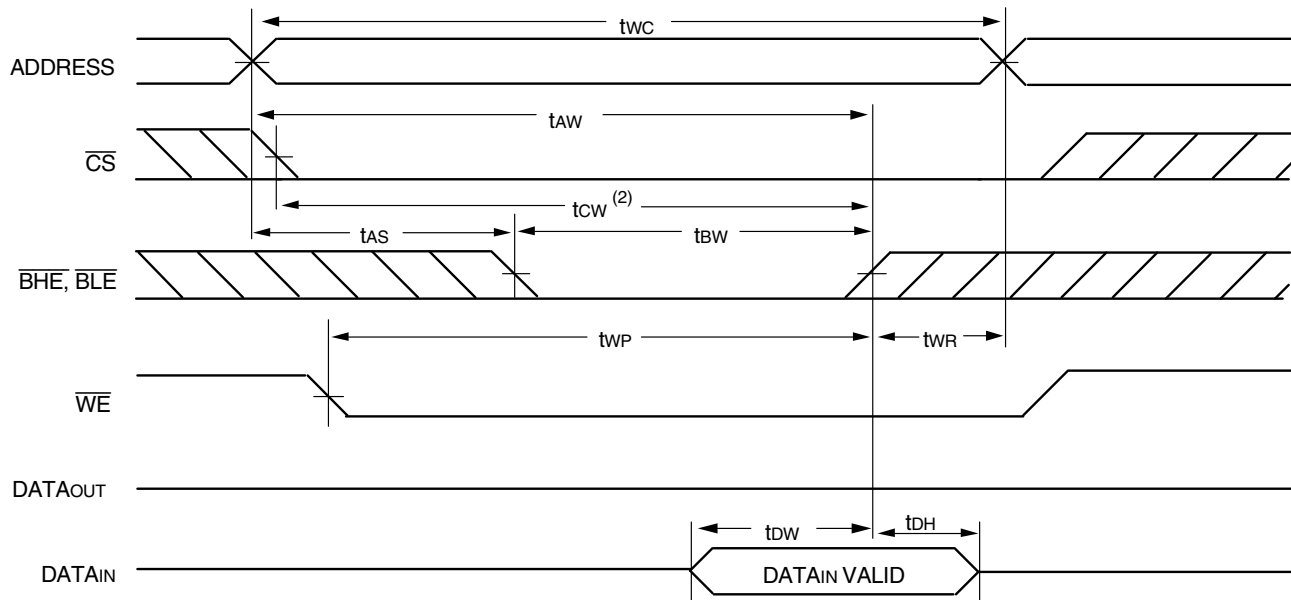 tWC
ADDRESS
tAW
CS
tCW (2)
tAS
tBW
BHE, BLE
tWP
tWR
WE
DATAOUT
tDW
tDH
DATAIN
DATAIN VALID